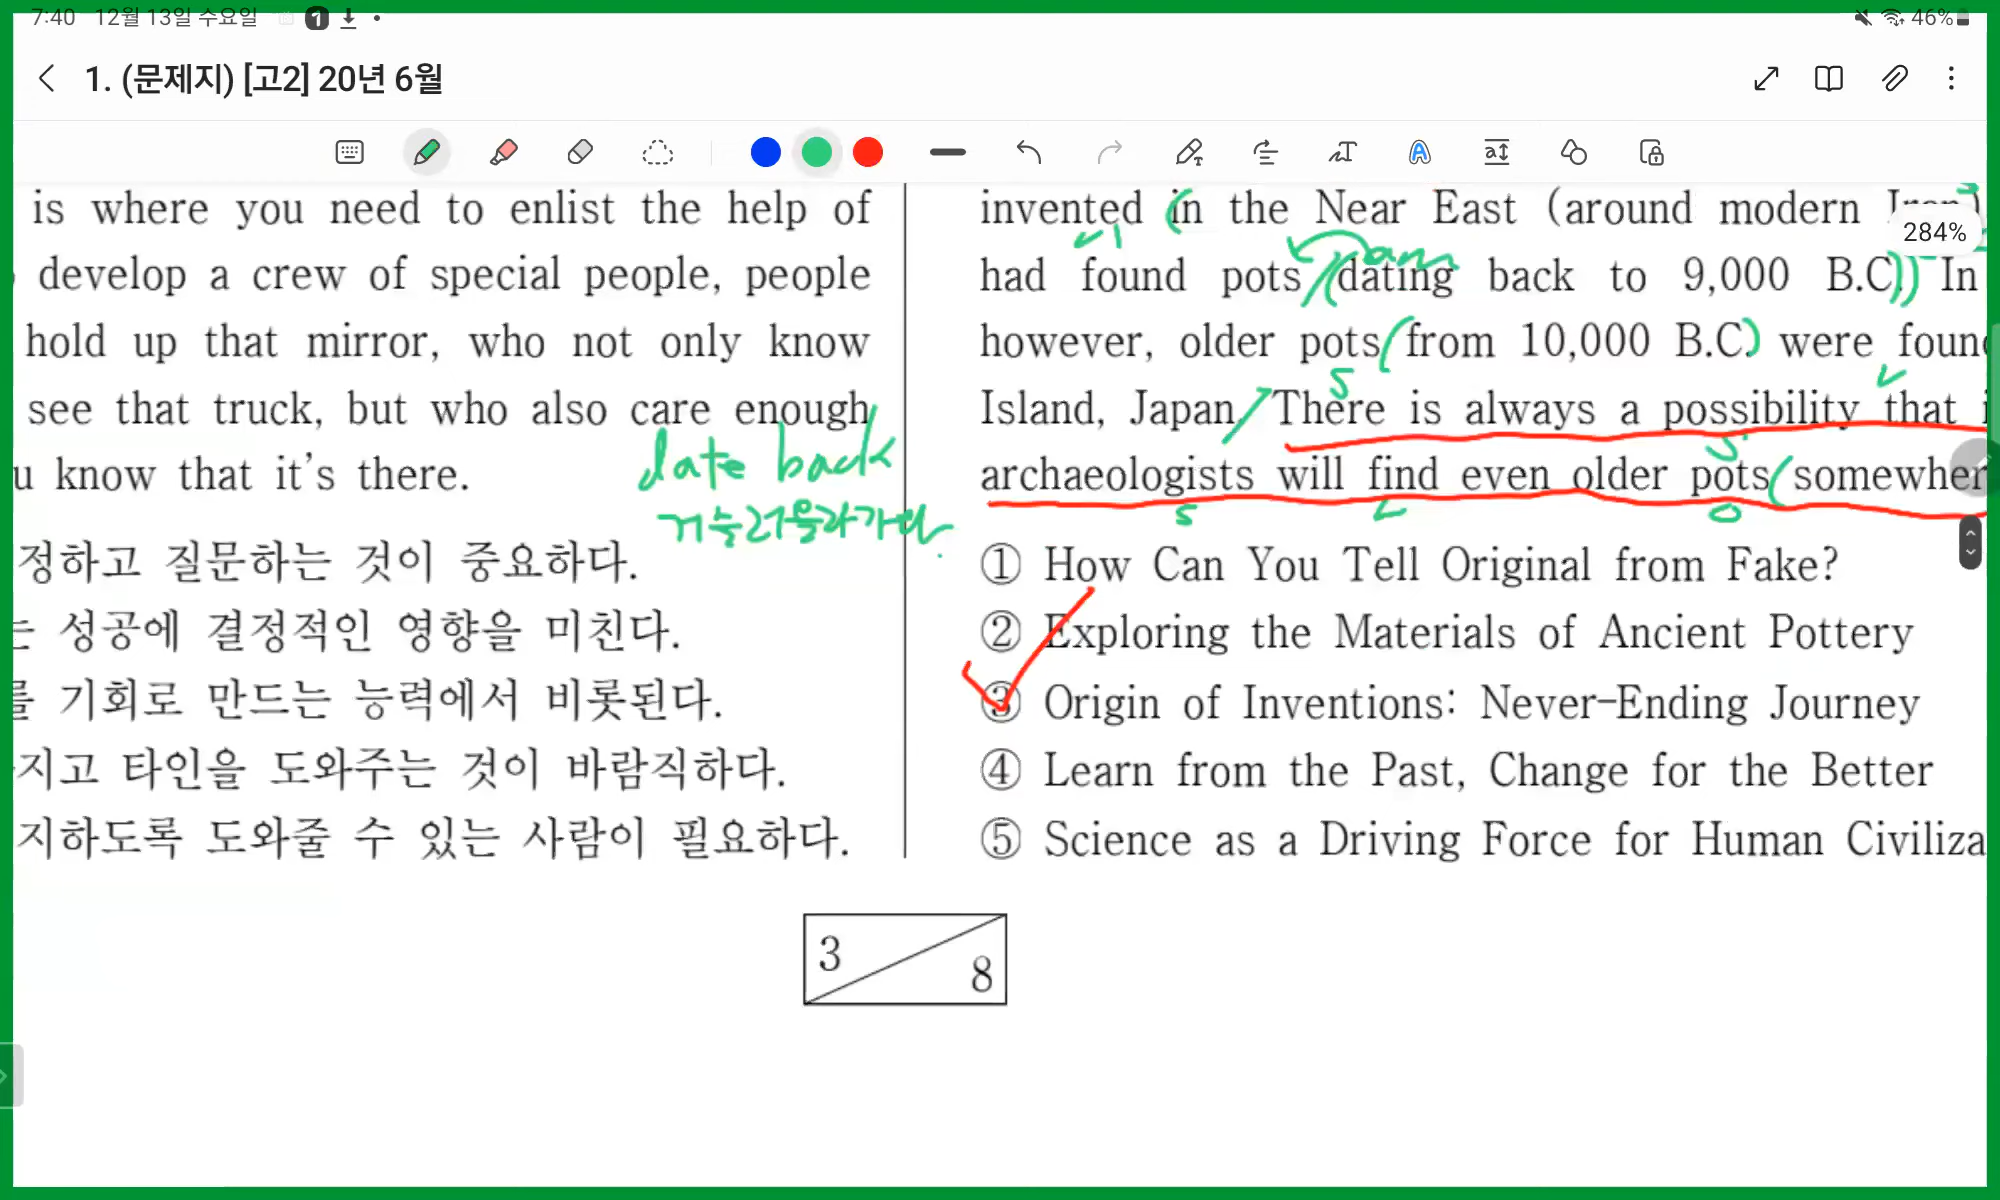 7:40 12월 13일 수요일
46%
1. (문제지) [고2] 20년 6월
284%
is where you need to enlist the help of
develop a crew of special people, people
hold up that mirror, who not only know
see that truck, but who also care enough
know that it's there.
date back
거슬러올라가다.
정하고 질문하는 것이 중요하다.
성공에 결정적인 영향을 미친다.
기회로 만드는 능력에서 비롯된다.
지고 타인을 도와주는 것이 바람직하다.
지하도록 도와줄 수 있는 사람이 필요하다.
invented in the Near East (around modern
had found pots (dating back to 9,000 B.C.) In
however, older pots (from 10,000 B.C.) were foun
Island, Japan. There is always a possibility that
archaeologists will find even older pots (somewher
① How Can You Tell Original from Fake?
② Exploring the Materials of Ancient Pottery
③ Origin of Inventions: Never-Ending Journey
④ Learn from the Past, Change for the Better
⑤ Science as a Driving Force for Human Civiliza
3 8